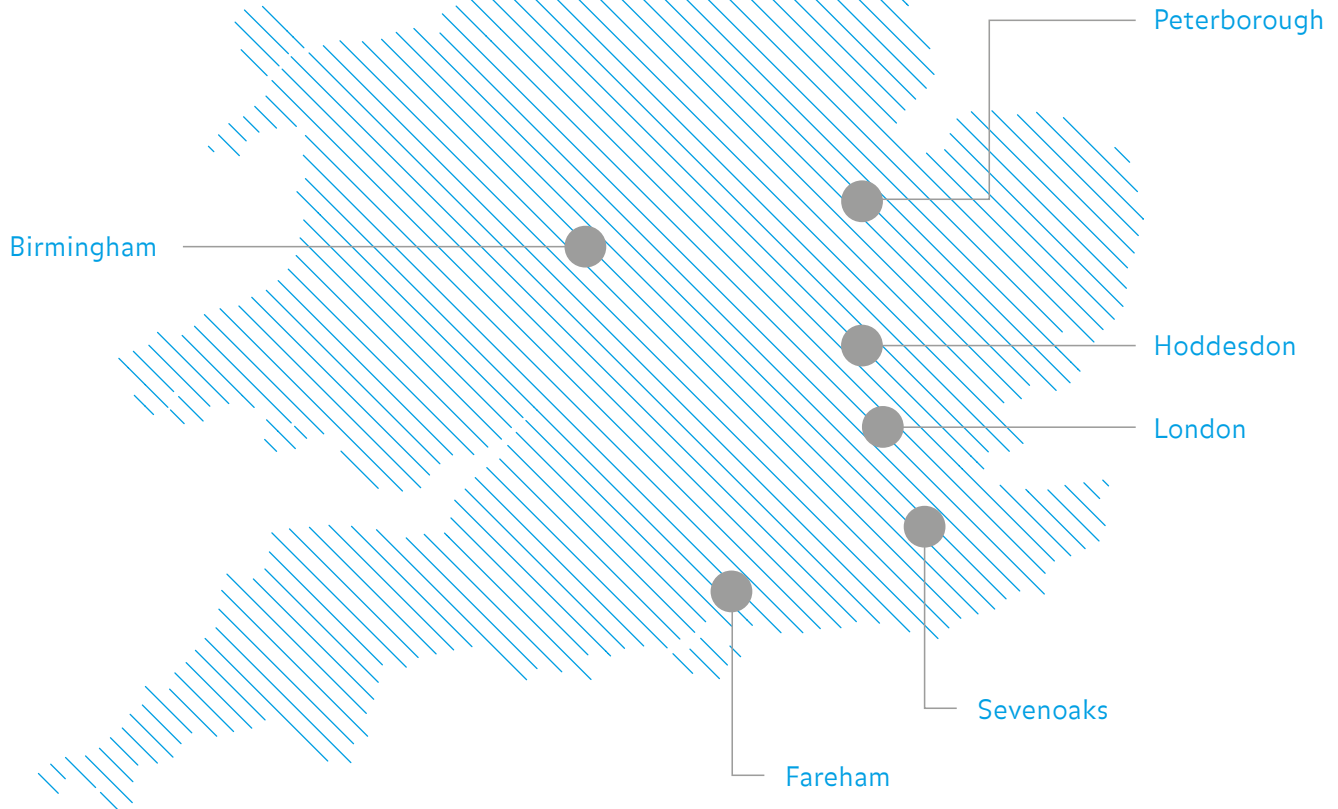 Peterborough
Birmingham
Hoddesdon
London
Sevenoaks
Fareham